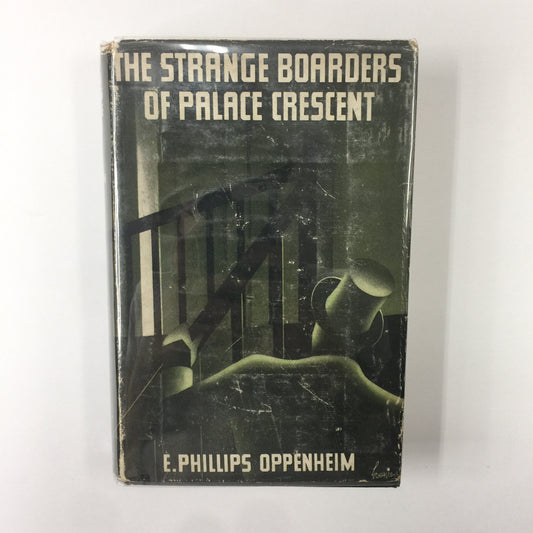 THE STRANGE BOARDERS
OF PALACE CRESCENT
E. PHILLIPS OPPENHEIM